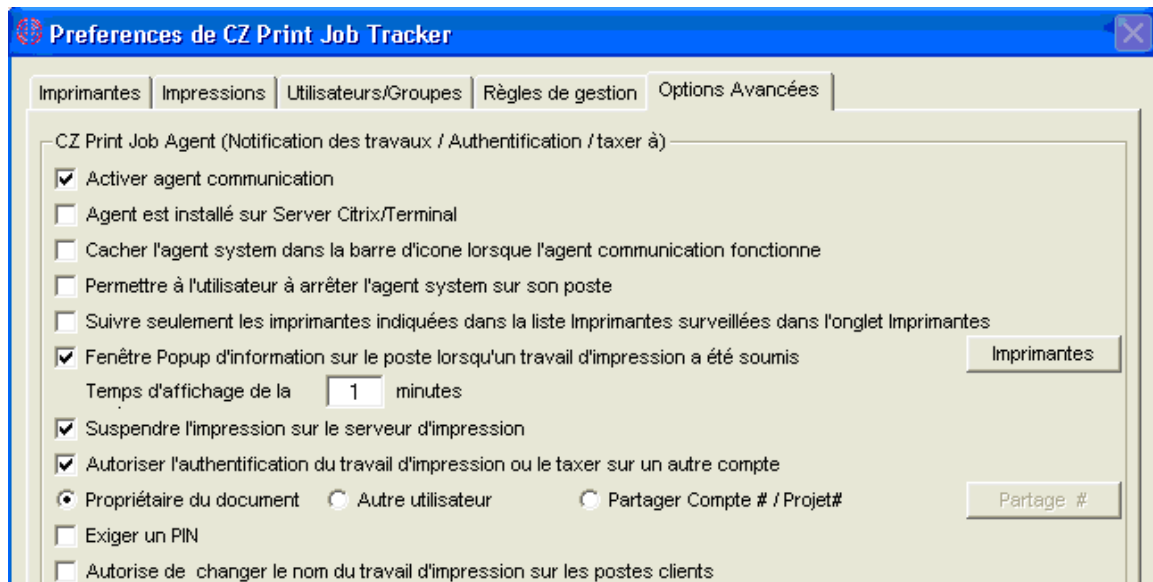 Preferences de CZ Print Job Tracker
Imprimantes Impressions Utilisateurs/Groupes Règles de gestion Options Avancées
CZ Print Job Agent (Notification des travaux / Authentification / taxer à)
Activer agent communication
Agent est installé sur Server Citrix/Terminal
Cacher l'agent system dans la barre d'icone lorsque l'agent communication fonctionne
Permettre à l'utilisateur à arrêter l'agent system sur son poste
Suivre seulement les imprimantes indiquées dans la liste Imprimantes surveillées dans l'onglet Imprimantes
Fenêtre Popup d'information sur le poste lorsqu'un travail d'impression a été soumis Imprimantes
Temps d'affichage de la 1 minutes
Suspendre l'impression sur le serveur d'impression
Autoriser l'authentification du travail d'impression ou le taxer sur un autre compte
Propriétaire du document Autre utilisateur Partager Compte # / Projet# Partage #
Exiger un PIN
Autorise de changer le nom du travail d'impression sur les postes clients